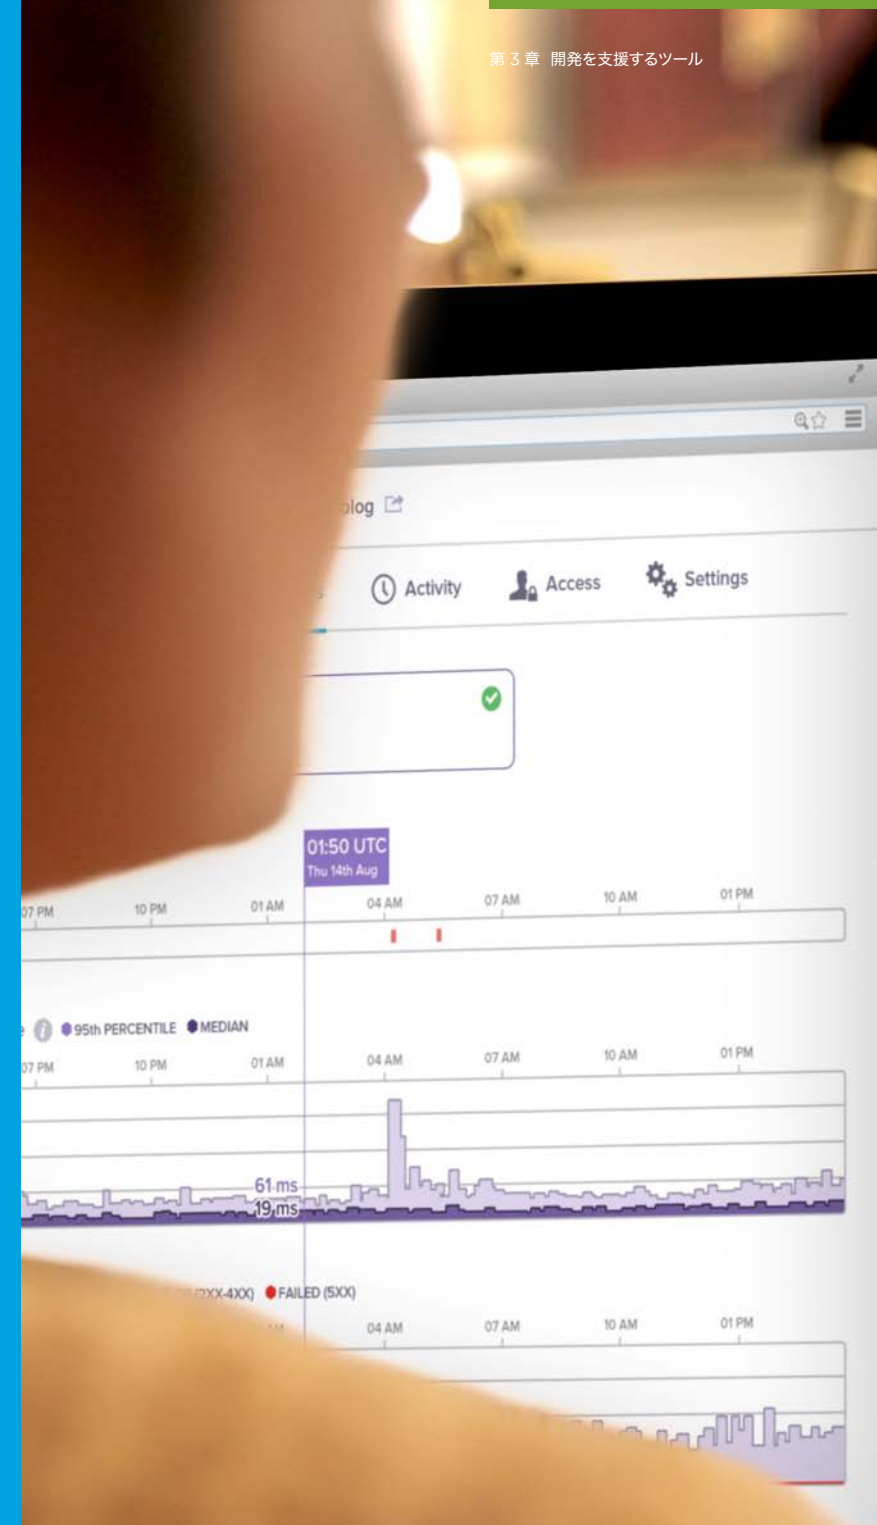 第 3 章 開発を支援するツール
Activity
Access
Settings
01:50 UTC
Thu 14th Aug
07 PM 10 PM 01 AM 04 AM 07 AM 10 AM 01 PM
95th PERCENTILE MEDIAN
07 PM 10 PM 01 AM 04 AM 07 AM 10 AM 01 PM
61 ms
19 ms
FAILED (5XX)
04 AM 07 AM 10 AM 01 PM